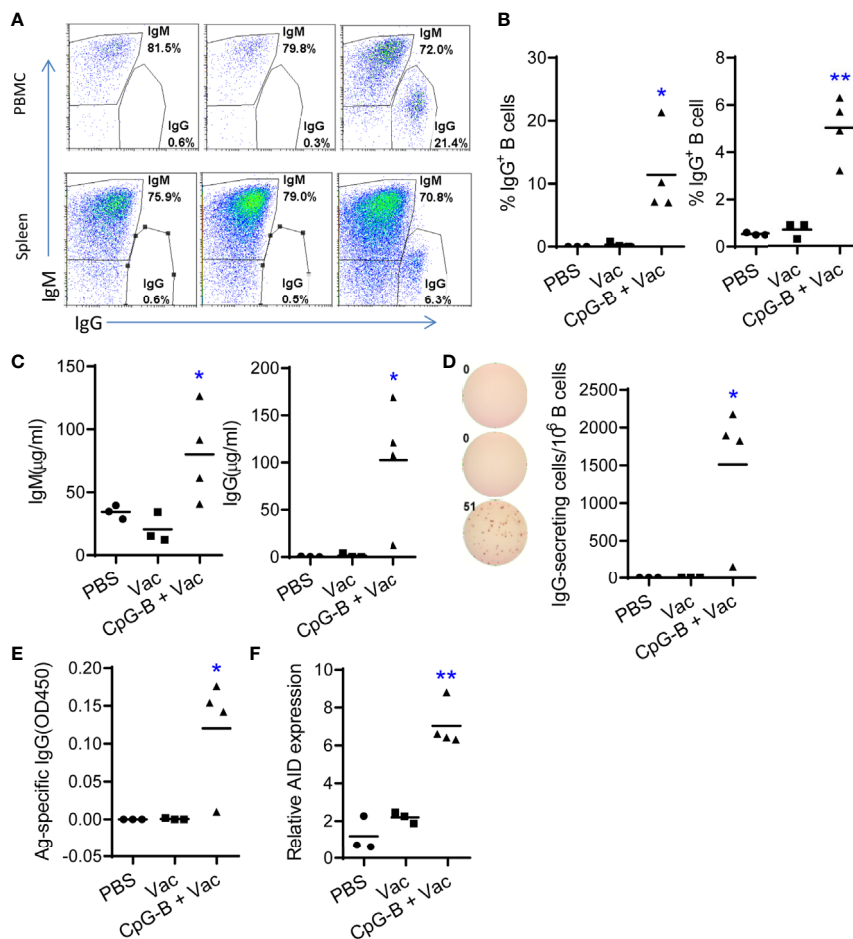 A
PBMC
IgM
81.5%
IgG
0.6%
IgM
79.8%
IgG
0.3%
IgM
72.0%
IgG
21.4%
Spleen
IgM
75.9%
IgG
0.6%
IgM
79.0%
IgG
0.5%
IgM
70.8%
IgG
6.3%
IgM
IgG
B
% IgG+ B cells
30
20
10
0
*
PBS
Vac
CpG-B + Vac
% IgG+ B cell
8
6
4
2
0
**
PBS
Vac
CpG-B + Vac
C
IgM(μg/ml)
150
100
50
0
*
PBS
Vac
CpG-B + Vac
IgG(μg/ml)
200
150
100
50
0
*
PBS
Vac
CpG-B + Vac
D
0
0
51
IgG-secreting cells/10⁶ B cells
2500
2000
1500
1000
500
0
*
PBS
Vac
CpG-B + Vac
E
Ag-specific IgG(OD450)
0.20
0.15
0.10
0.05
0.00
-0.05
*
PBS
Vac
CpG-B + Vac
F
Relative AID expression
10
8
6
4
2
0
**
PBS
Vac
CpG-B + Vac